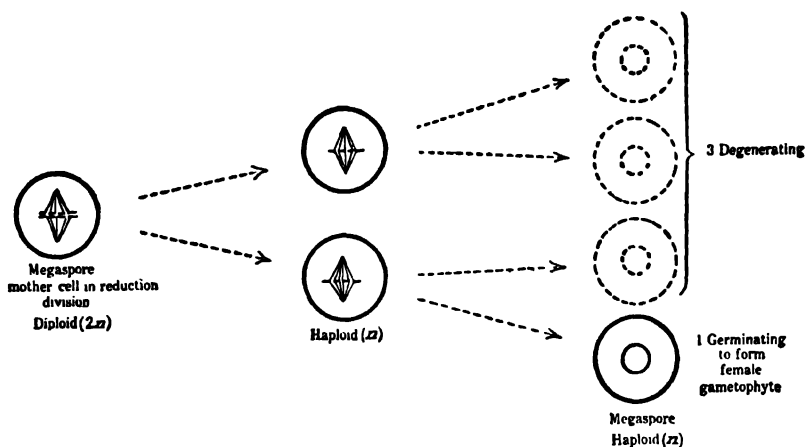 3 Degenerating
Megaspore
mother cell in reduction
division
Diploid (2n)
Haploid (n)
1 Germinating
to form
female
gametophyte
Megaspore
Haploid (n)